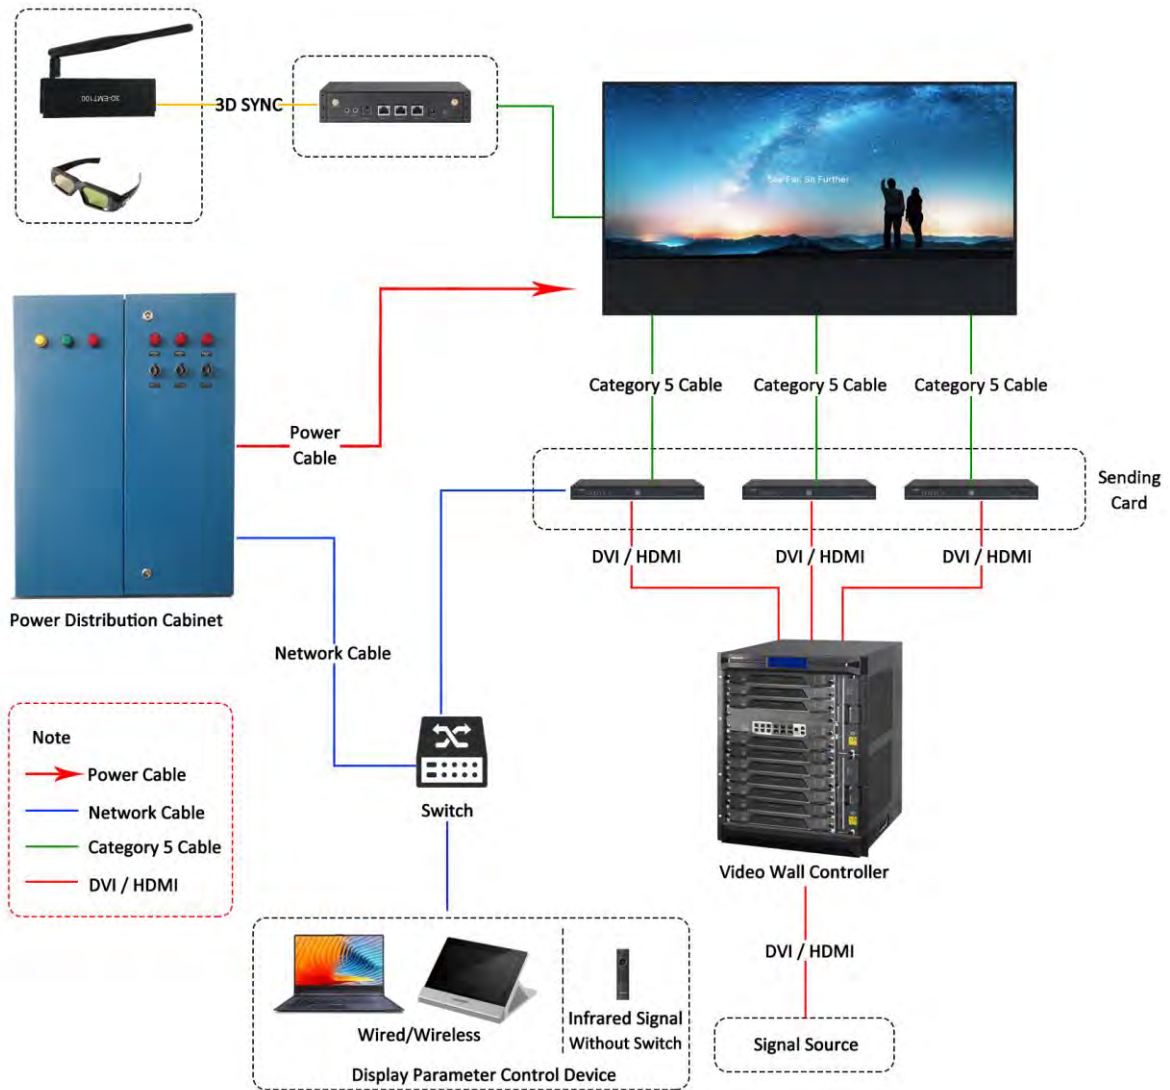 3D-EMT100
3D SYNC
See Far, Go Further
Category 5 Cable
Category 5 Cable
Category 5 Cable
Power
Cable
Sending
Card
DVI / HDMI
DVI / HDMI
DVI / HDMI
Power Distribution Cabinet
Network Cable
Note
Power Cable
Network Cable
Category 5 Cable
DVI / HDMI
Switch
Video Wall Controller
DVI / HDMI
Infrared Signal
Without Switch
Wired/Wireless
Display Parameter Control Device
Signal Source